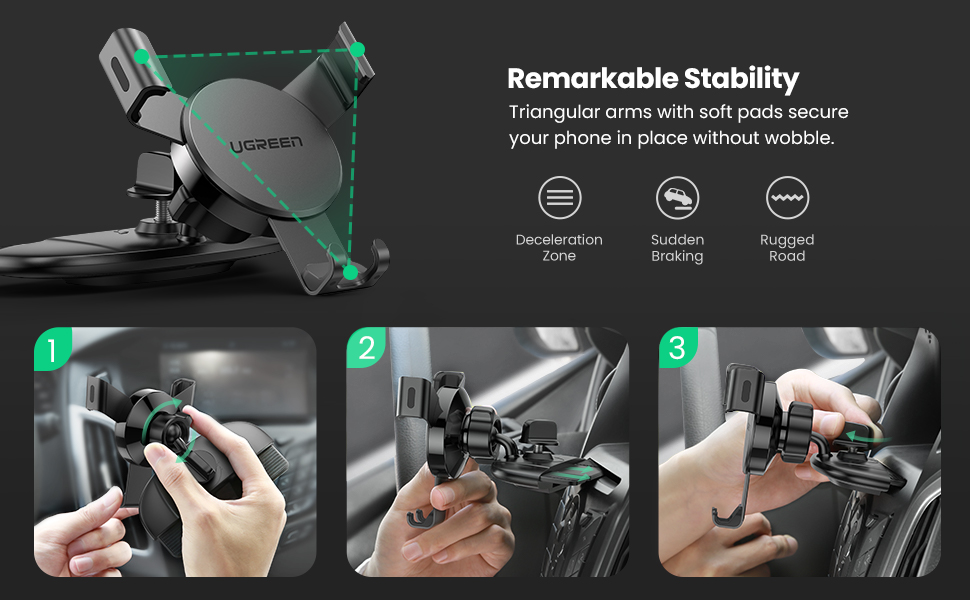 UGREEN
Remarkable Stability
Triangular arms with soft pads secure
your phone in place without wobble.
Deceleration
Zone
Sudden
Braking
Rugged
Road
1
2
3